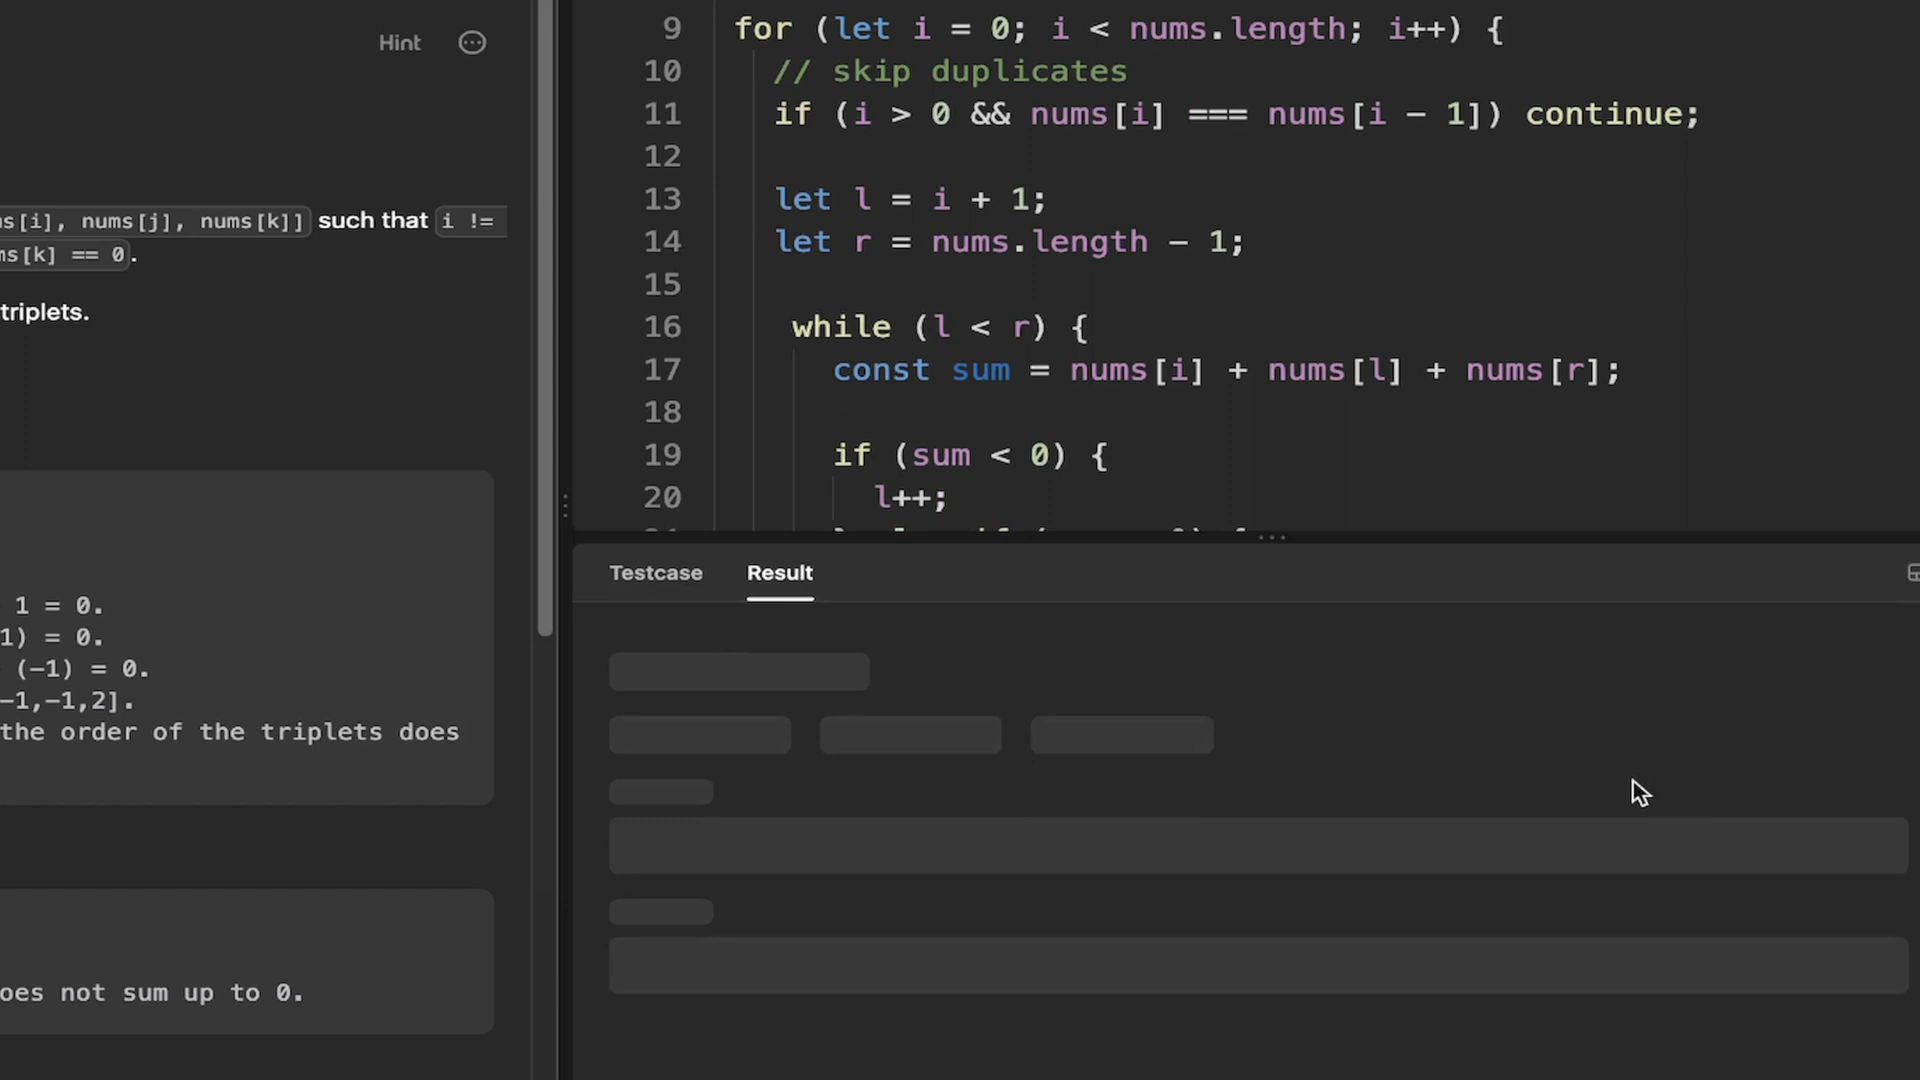 Hint
ns[i], nums[j], nums[k]] such that i !=
ms[k] == 0.
triplets.
1 = 0.
1) = 0.
(-1) = 0.
-1,-1,2].
the order of the triplets does
oes not sum up to 0.
9 for (let i = 0; i < nums.length; i++) {
10 // skip duplicates
11 if (i > 0 && nums[i] === nums[i - 1]) continue;
12
13 let l = i + 1;
14 let r = nums.length - 1;
15
16 while (l < r) {
17 const sum = nums[i] + nums[l] + nums[r];
18
19 if (sum < 0) {
20 l++;
Testcase Result